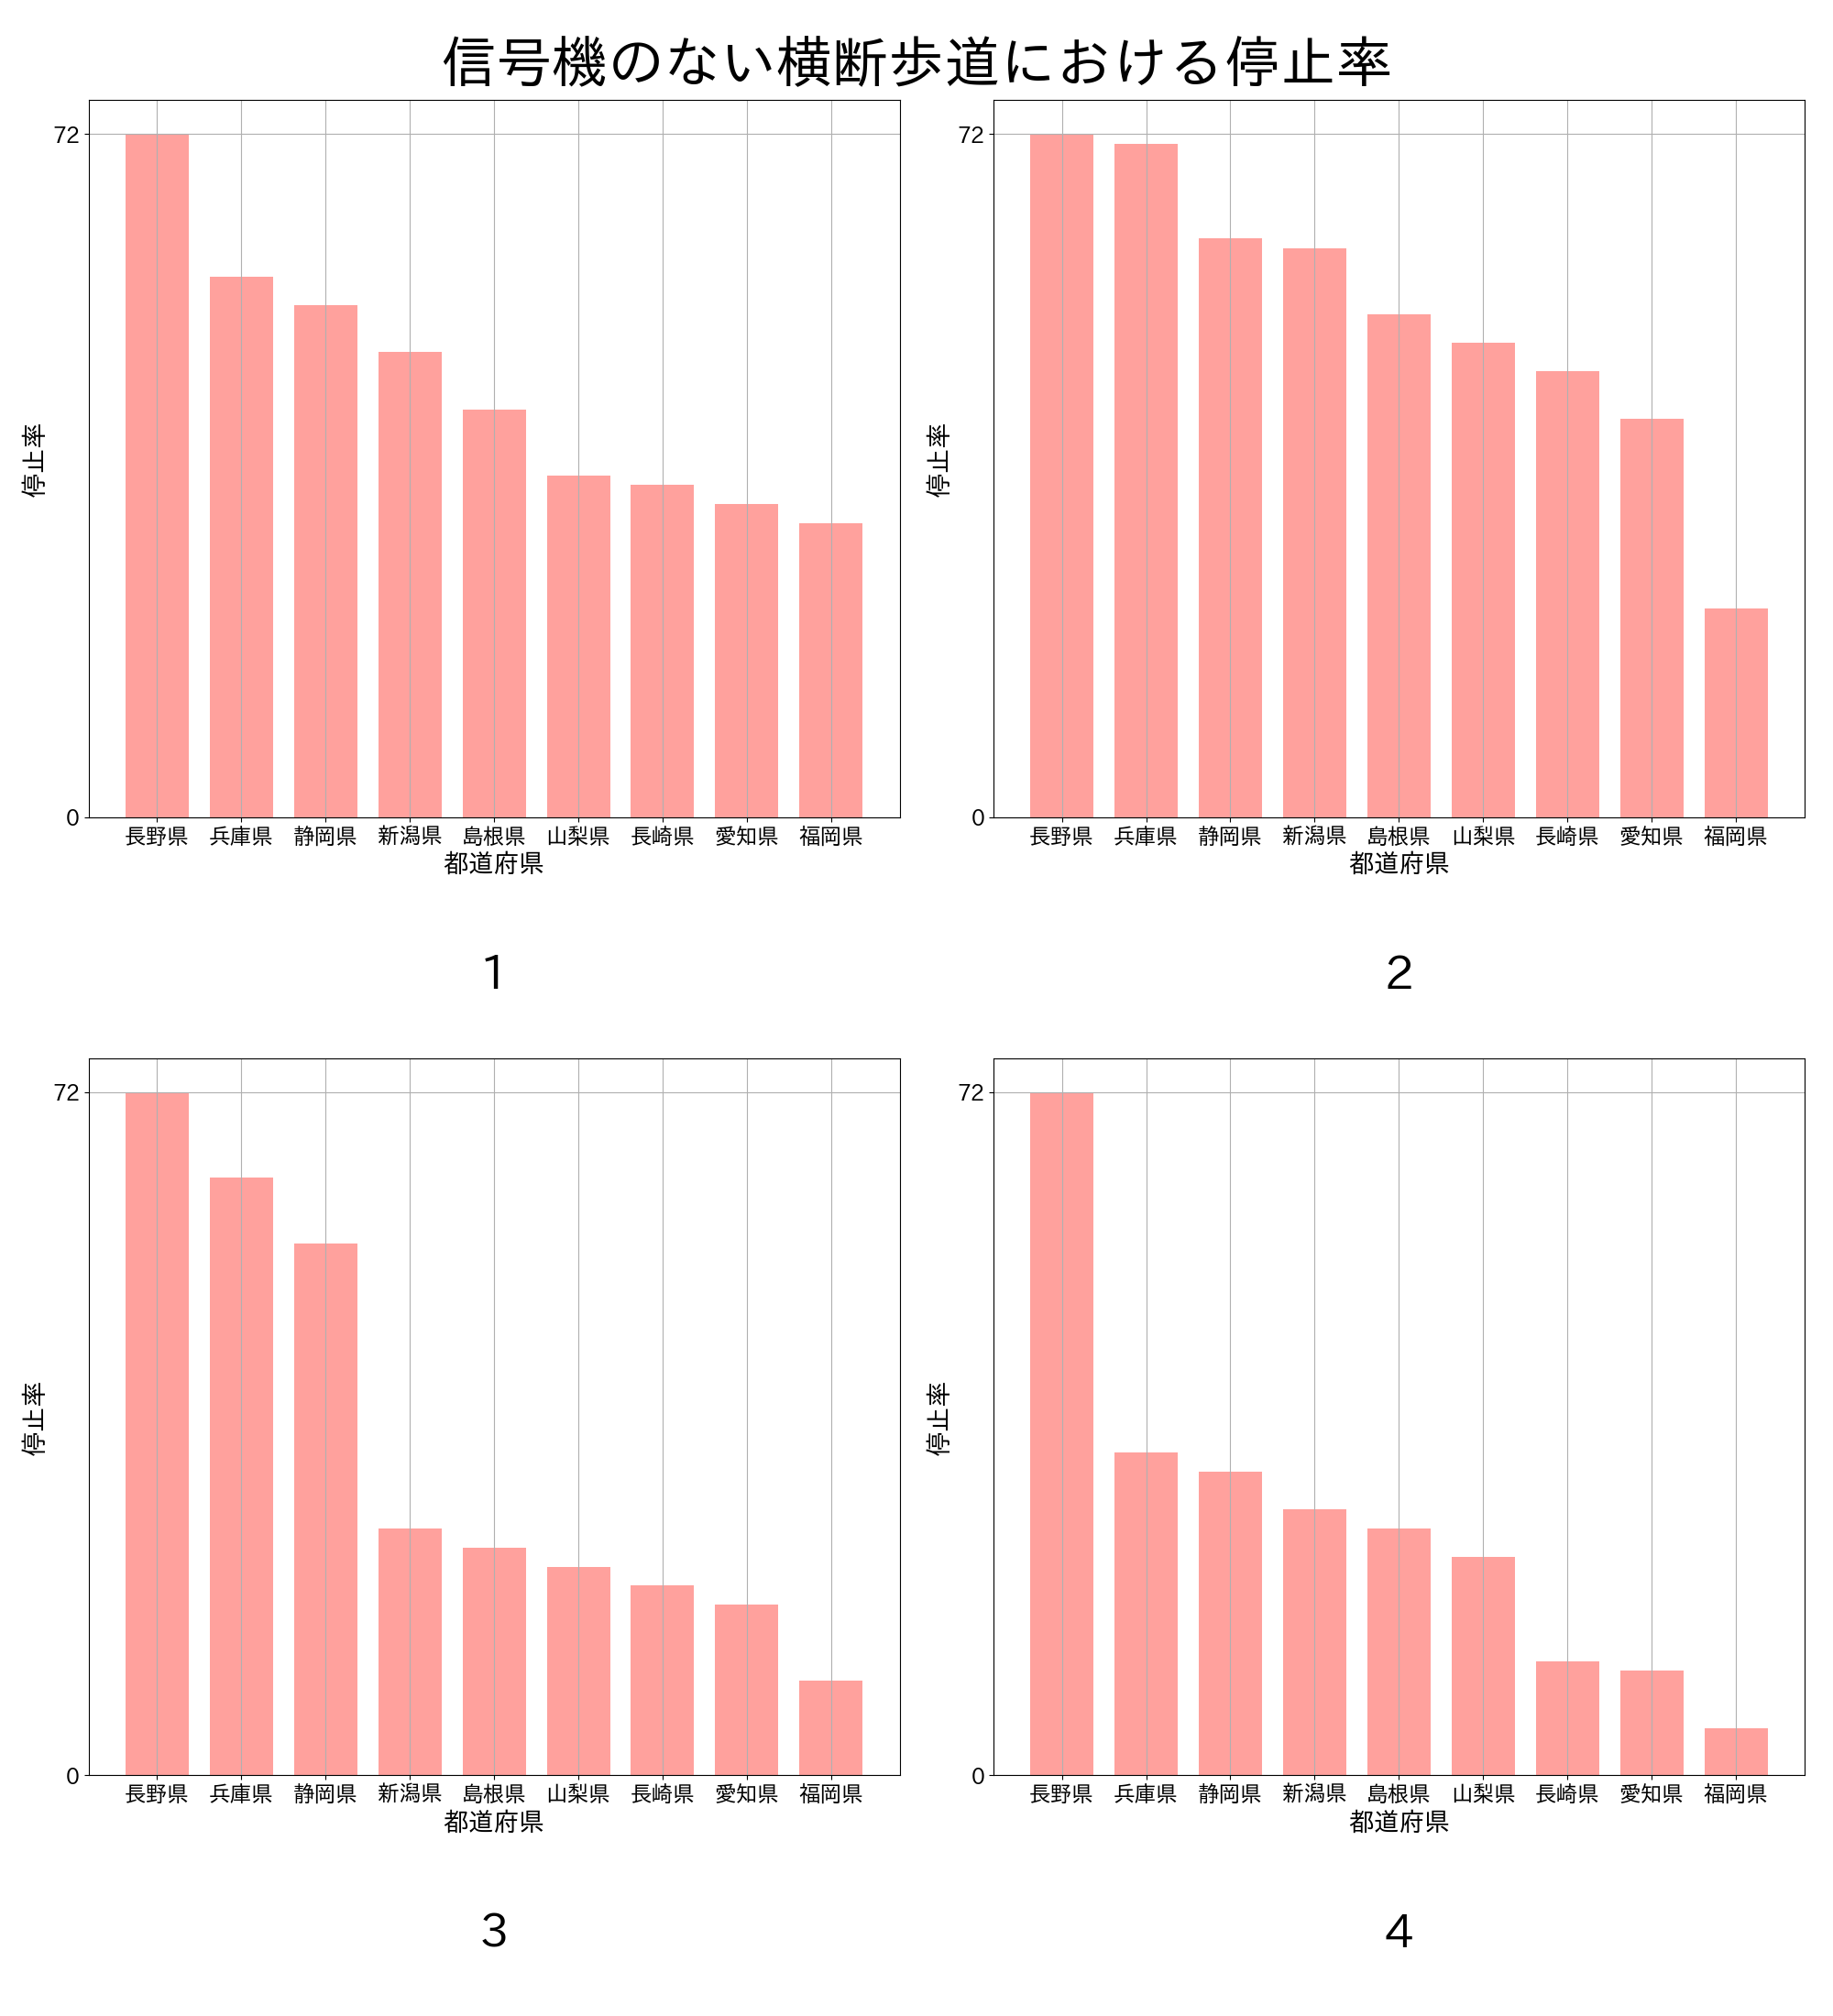 信号機のない横断歩道における停止率
72
0
停止率
長野県 兵庫県 静岡県 新潟県 島根県 山梨県 長崎県 愛知県 福岡県
都道府県
1
72
0
停止率
長野県 兵庫県 静岡県 新潟県 島根県 山梨県 長崎県 愛知県 福岡県
都道府県
2
72
0
停止率
長野県 兵庫県 静岡県 新潟県 島根県 山梨県 長崎県 愛知県 福岡県
都道府県
3
72
0
停止率
長野県 兵庫県 静岡県 新潟県 島根県 山梨県 長崎県 愛知県 福岡県
都道府県
4